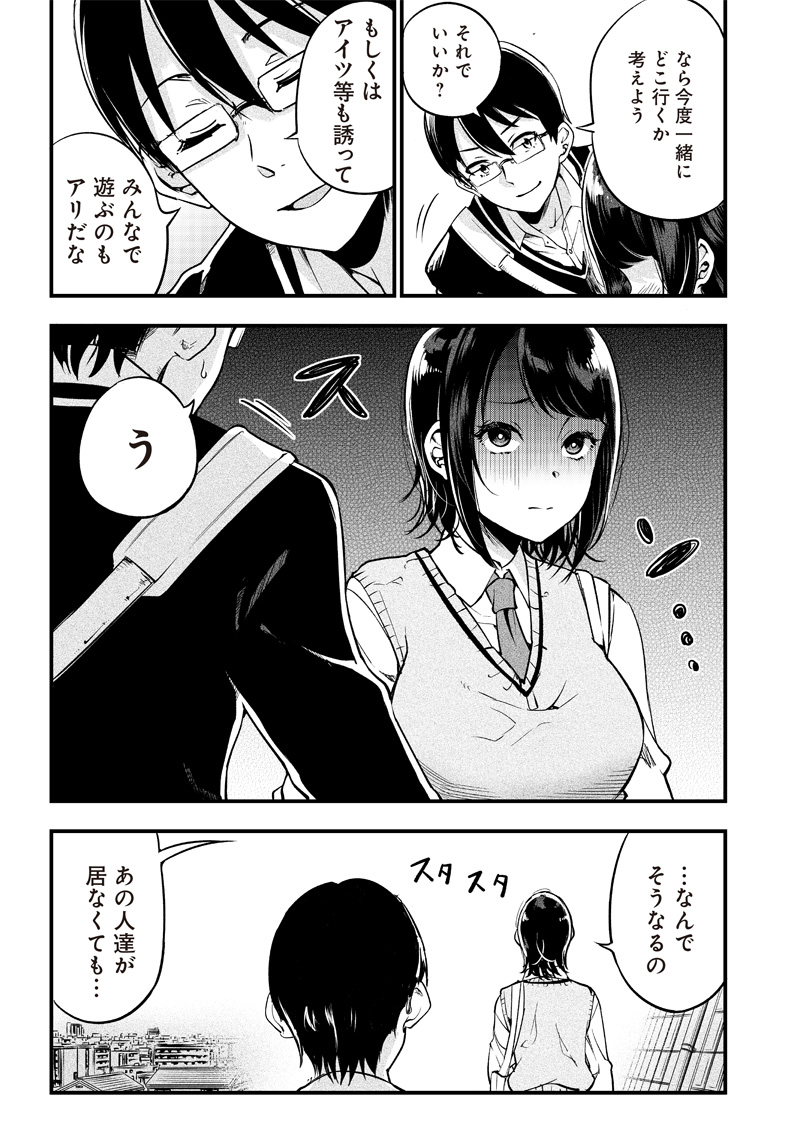 なら今度一緒に
どこ行くか
考えよう
それで
いいか?
もしくは
アイツ等も誘って
みんなで
遊ぶのも
アリだな
ス
う
ン…
…なんで
そうなるの
スタスタ
あの人達が
居なくても…